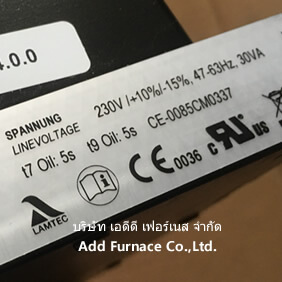 4.0.0
SPANNUNG
LINEVOLTAGE
230V /+10%/-15%, 47-63Hz, 30VA
t7 Oil: 5s
t9 Oil: 5s
CE-0085CM0337
CE 0036
LAMTEC
บริษัท เอดีดี เฟอร์เนส จำกัด
Add Furnace Co.,Ltd.